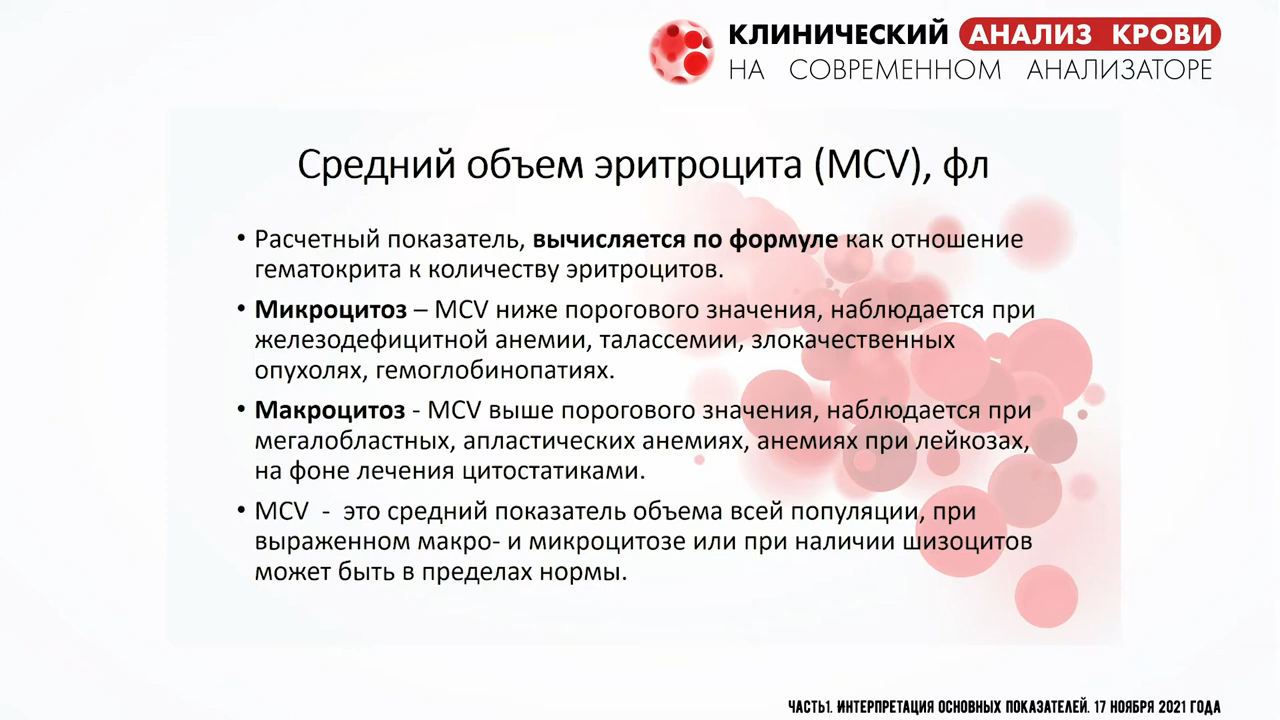 КЛИНИЧЕСКИЙ АНАЛИЗ КРОВИ
НА СОВРЕМЕННОМ АНАЛИЗАТОРЕ
Средний объем эритроцита (MCV), фл
• Расчетный показатель, вычисляется по формуле как отношение
гематокрита к количеству эритроцитов.
• Микроцитоз – MCV ниже порогового значения, наблюдается при
железодефицитной анемии, талассемии, злокачественных
опухолях, гемоглобинопатиях.
• Макроцитоз - MCV выше порогового значения, наблюдается при
мегалобластных, апластических анемиях, анемиях при лейкозах,
на фоне лечения цитостатиками.
• MCV - это средний показатель объема всей популяции, при
выраженном макро- и микроцитозе или при наличии шизоцитов
может быть в пределах нормы.
ЧАСТЬ1. ИНТЕРПРЕТАЦИЯ ОСНОВНЫХ ПОКАЗАТЕЛЕЙ. 17 НОЯБРЯ 2021 ГОДА